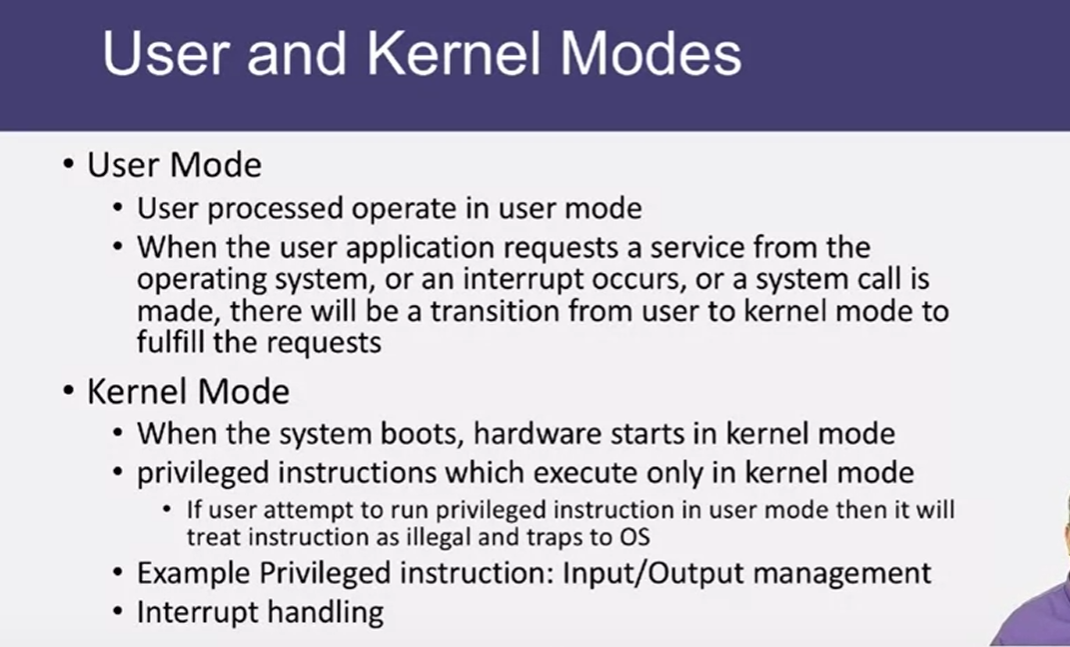 User and Kernel Modes
• User Mode
• User processed operate in user mode
• When the user application requests a service from the
operating system, or an interrupt occurs, or a system call is
made, there will be a transition from user to kernel mode to
fulfill the requests
• Kernel Mode
• When the system boots, hardware starts in kernel mode
• privileged instructions which execute only in kernel mode
• If user attempt to run privileged instruction in user mode then it will
treat instruction as illegal and traps to OS
• Example Privileged instruction: Input/Output management
• Interrupt handling